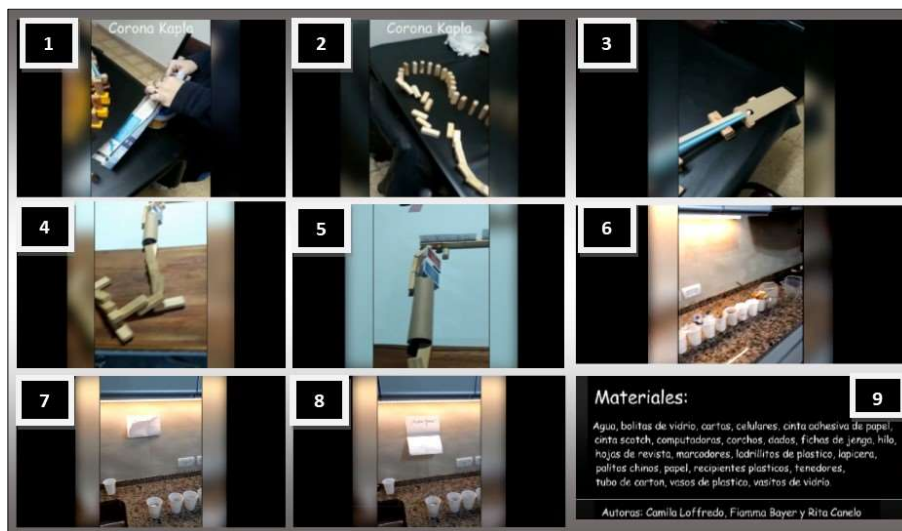 1
Corona Kapla
2
Corona Kapla
3
4
5
6
7
8
9
Materiales:
Agua, bolitas de vidrio, cartas, celulares, cinta adhesiva de papel,
cinta scotch, computadoras, corchos, dados, fichas de jenga, hilo,
hojas de revista, marcadores, ladrillitos de plastico, lapicera,
palitos chinos, papel, recipientes plasticos, tenedores,
tubo de carton, vasos de plastico, vasitos de vidrio.
Autoras: Camila Loffredo, Fiamma Bayer y Rita Canelo